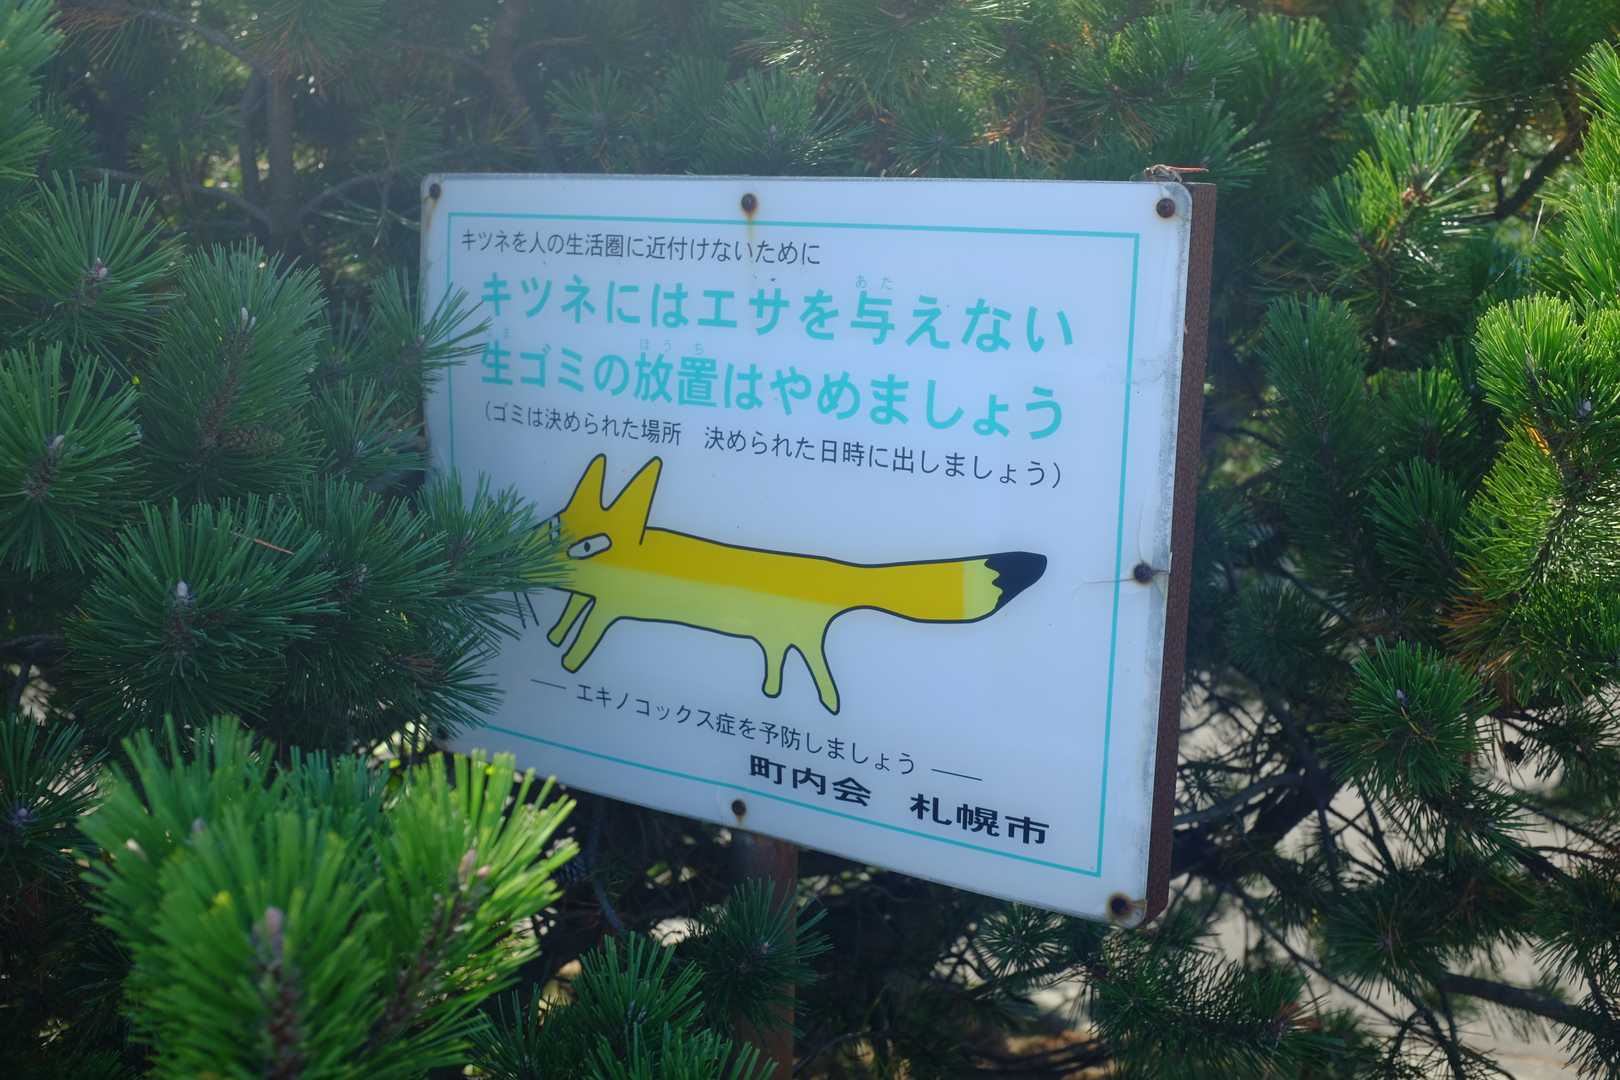 キツネを人の生活圏に近付けないために
キツネにはエサを与えない
生ゴミの放置はやめましょう
（ゴミは決められた場所　決められた日時に出しましょう）
エキノコックス症を予防しましょう
町内会　札幌市